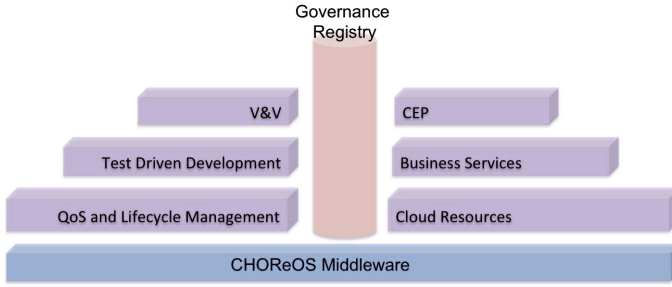 Governance
Registry
V&V
CEP
Test Driven Development
Business Services
QoS and Lifecycle Management
Cloud Resources
CHOReOS Middleware